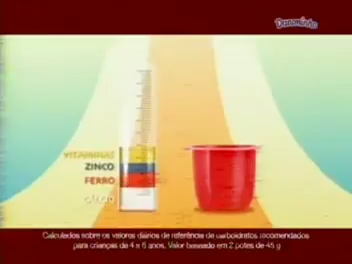 Danoninho
VITAMINAS
ZINCO
FERRO
CÁLCIO
Calculados sobre os valores diários de referência de carboidratos recomendados
para crianças de 4 a 6 anos. Valor baseado em 2 potes de 45 g